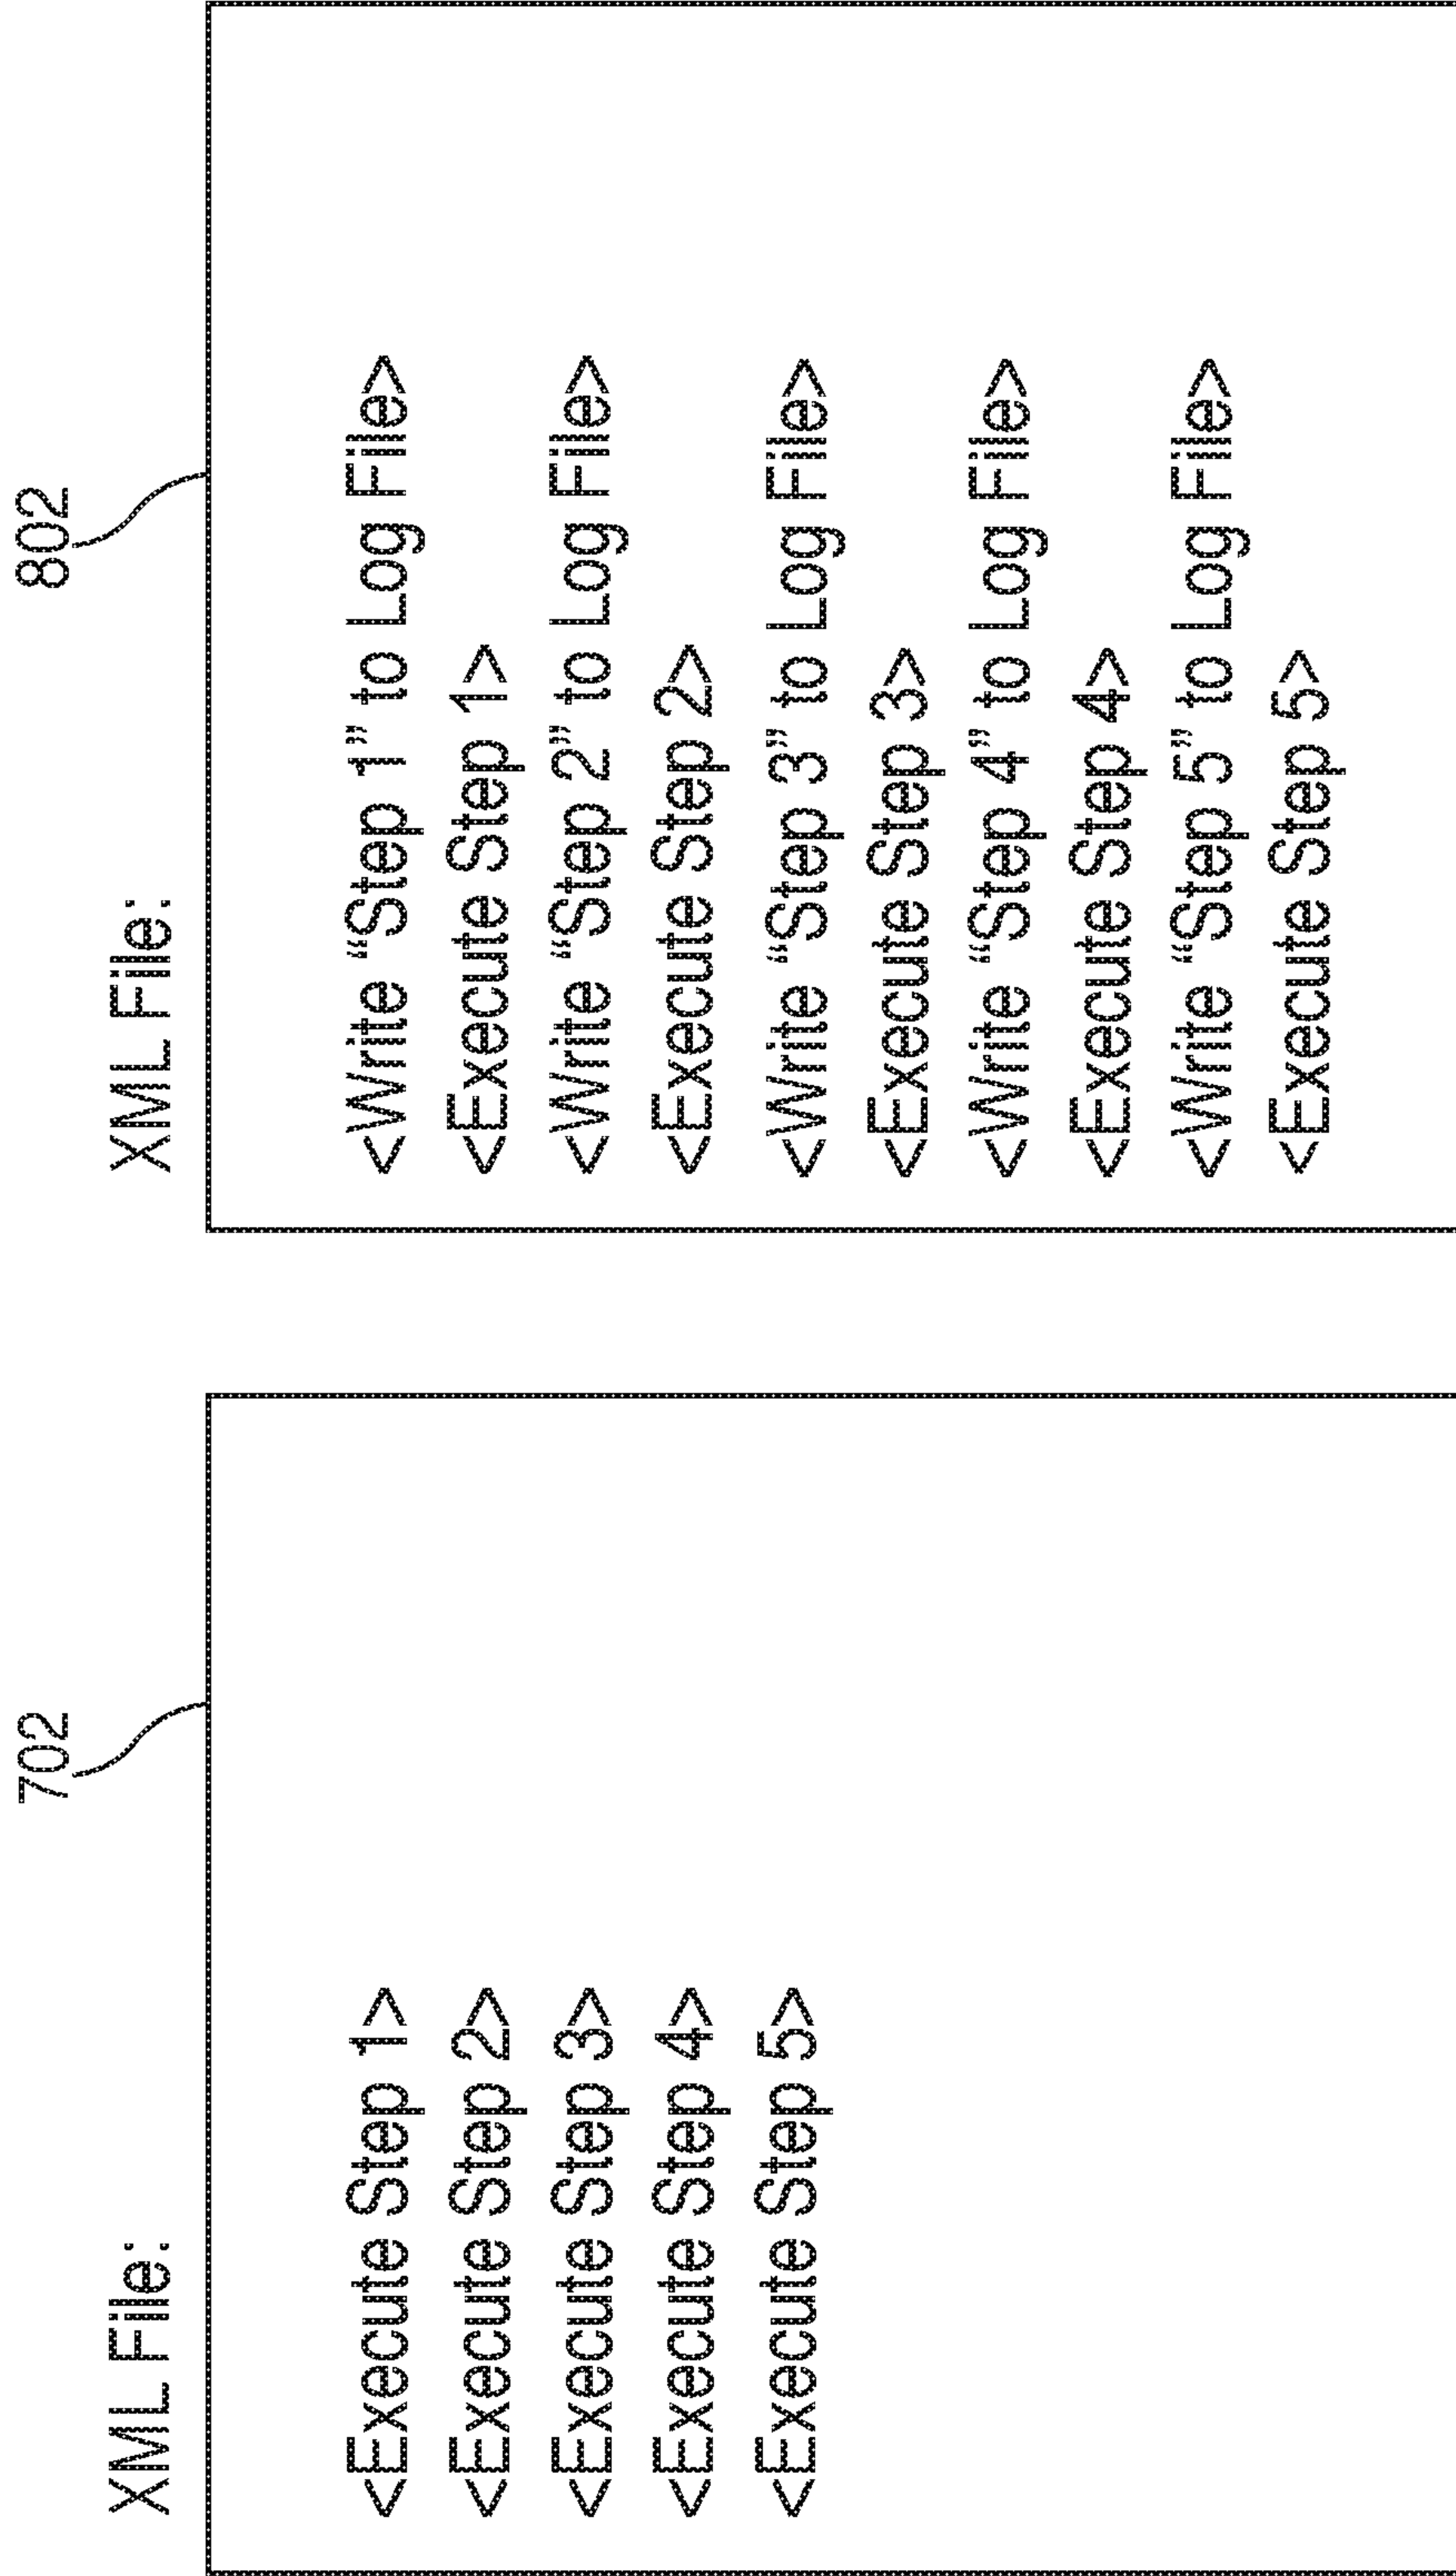 702
XML File:
<Execute Step 1>
<Execute Step 2>
<Execute Step 3>
<Execute Step 4>
<Execute Step 5>
802
XML File:
<Write “Step 1” to Log File>
<Execute Step 1>
<Write “Step 2” to Log File>
<Execute Step 2>
<Write “Step 3” to Log File>
<Execute Step 3>
<Write “Step 4” to Log File>
<Execute Step 4>
<Write “Step 5” to Log File>
<Execute Step 5>